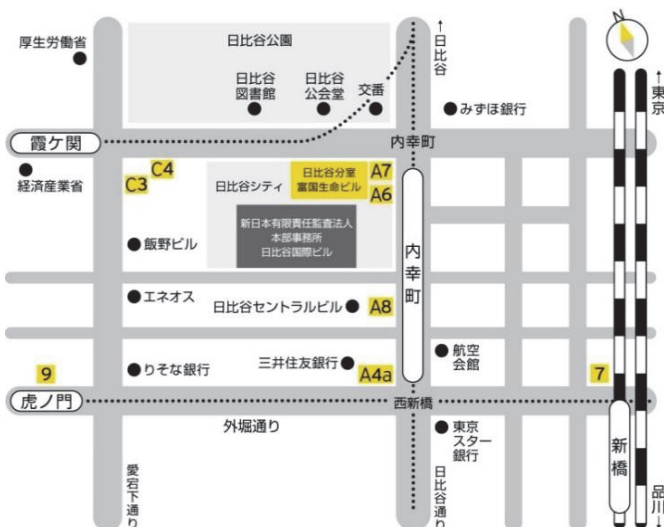 N
厚生労働省
日比谷公園
↑日比谷
↑東京
日比谷
図書館
日比谷
公会堂
交番
みずほ銀行
霞ケ関
内幸町
経済産業省
C4
C3
日比谷シティ
日比谷分室
富国生命ビル
A7
A6
新日本有限責任監査法人
本部事務所
日比谷国際ビル
飯野ビル
内幸町
エネオス
日比谷セントラルビル
A8
9
りそな銀行
三井住友銀行
A4a
航空
会館
7
虎ノ門
西新橋
外堀通り
東京
スター
銀行
新橋
愛宕下通り
日比谷通り
品川↓